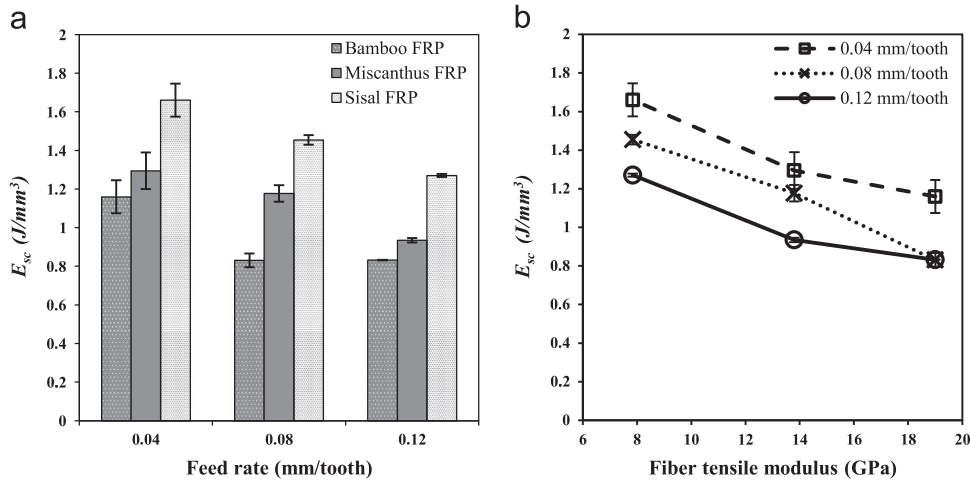 a
2
1.8
1.6
1.4
1.2
1
0.8
0.6
0.4
0.2
0
E_sc (J/mm³)
Bamboo FRP
Miscanthus FRP
Sisal FRP
0.04 0.08 0.12
Feed rate (mm/tooth)
b
2
1.8
1.6
1.4
1.2
1
0.8
0.6
0.4
0.2
0
E_sc (J/mm³)
0.04 mm/tooth
0.08 mm/tooth
0.12 mm/tooth
6 8 10 12 14 16 18 20
Fiber tensile modulus (GPa)